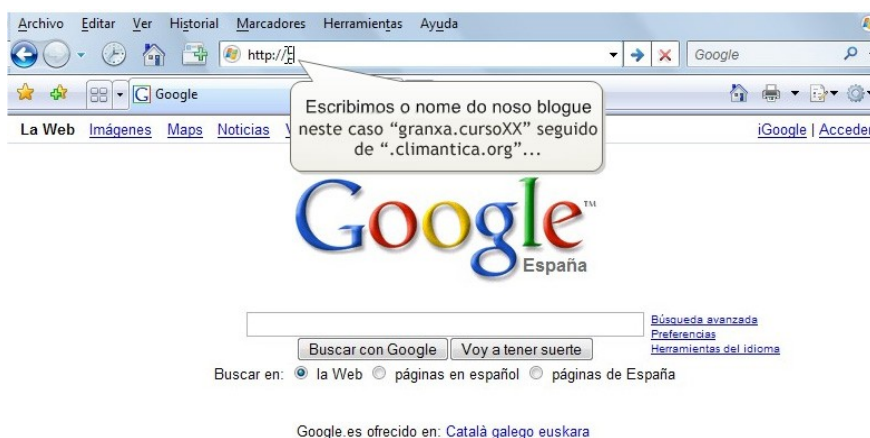 Archivo Editar Ver Historial Marcadores Herramientas Ayuda
http://
Google
Google
Escribimos o nome do noso blogue
neste caso “granxa.cursoXX” seguido
de “.climantica.org”...
La Web Imágenes Maps Noticias
iGoogle | Acceder
Google™
España
Búsqueda avanzada
Preferencias
Herramientas del idioma
Buscar con Google Voy a tener suerte
Buscar en: la Web páginas en español páginas de España
Google.es ofrecido en: Català galego euskara